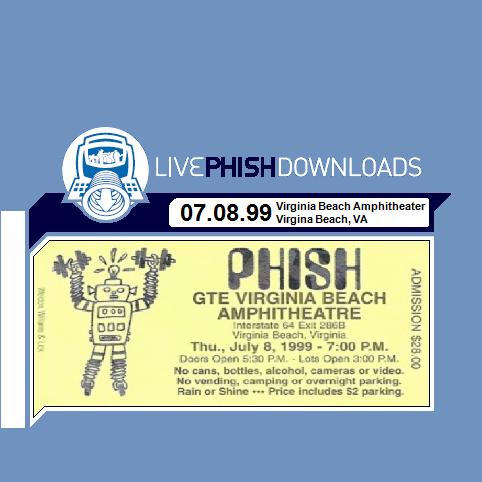 LIVEPHISHDOWNLOADS
07.08.99
Virginia Beach Amphitheater
Virgina Beach, VA
PHISH
GTE VIRGINIA BEACH
AMPHITHEATRE
Interstate 64 Exit 286B
Virginia Beach, Virginia
Thu., July 8, 1999 - 7:00 P.M.
Doors Open 5:30 P.M. - Lots Open 3:00 P.M.
No cans, bottles, alcohol, cameras or video.
No vending, camping or overnight parking.
Rain or Shine ••• Price includes $2 parking.
ADMISSION $28.00